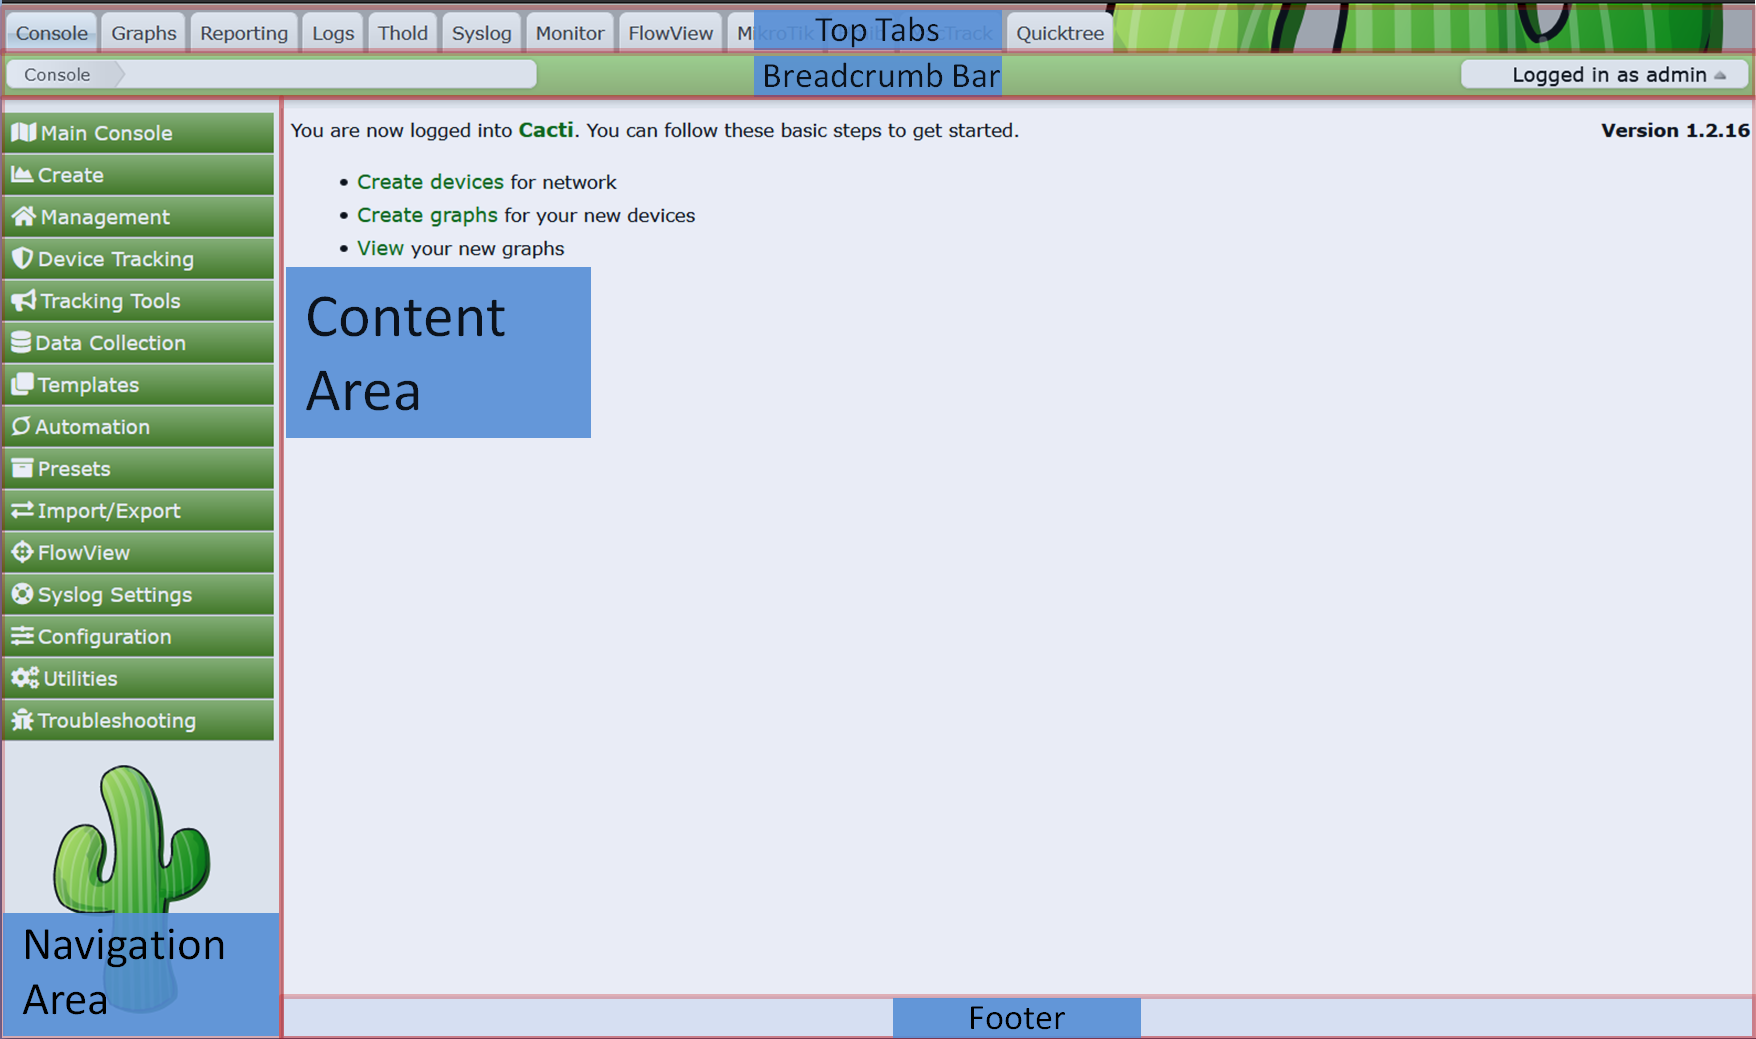 Console Graphs Reporting Logs Thold Syslog Monitor FlowView MikroTik Track Quicktree
Top Tabs
Console
Breadcrumb Bar
Logged in as admin
Main Console
Create
Management
Device Tracking
Tracking Tools
Data Collection
Templates
Automation
Presets
Import/Export
FlowView
Syslog Settings
Configuration
Utilities
Troubleshooting
You are now logged into Cacti. You can follow these basic steps to get started.
Version 1.2.16
• Create devices for network
• Create graphs for your new devices
• View your new graphs
Content
Area
Navigation
Area
Footer